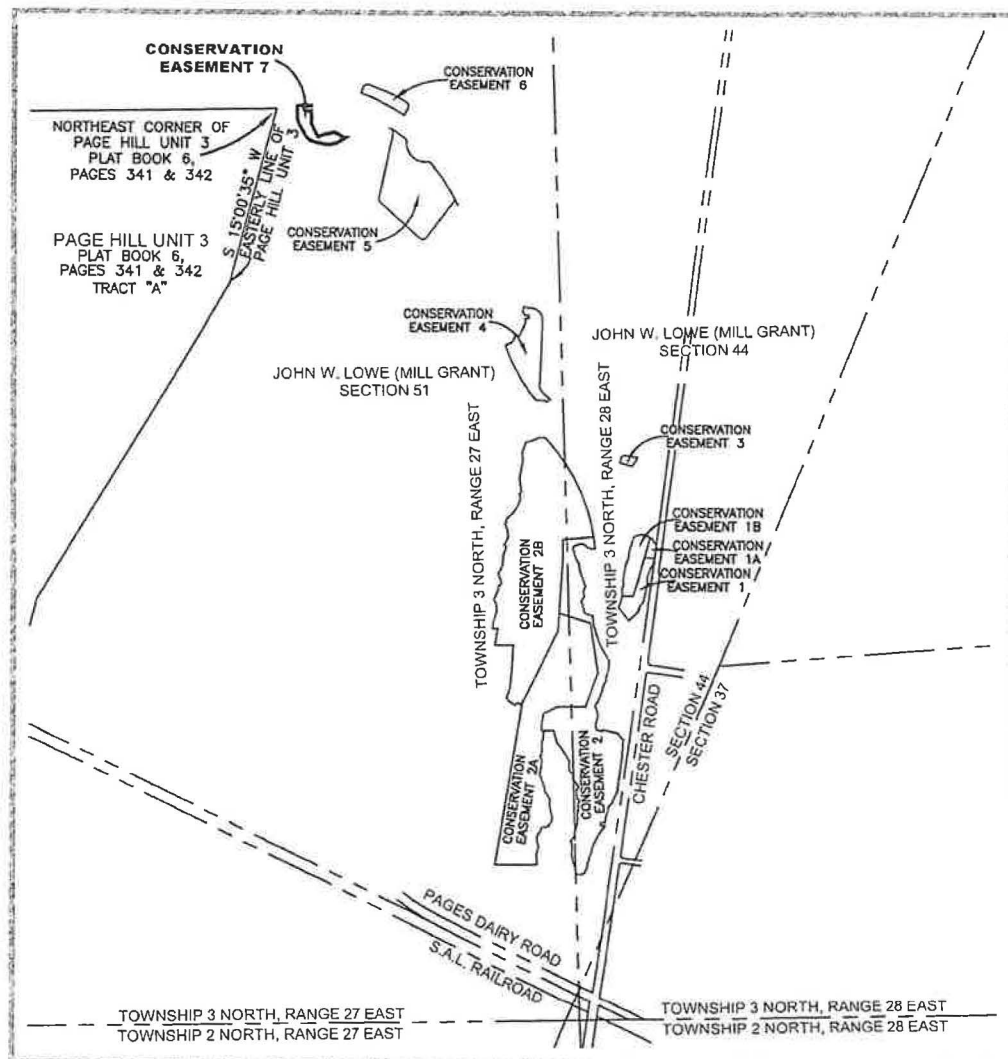 CONSERVATION
EASEMENT 7
CONSERVATION
EASEMENT 6
NORTHEAST CORNER OF
PAGE HILL UNIT 3
PLAT BOOK 6,
PAGES 341 & 342
S 15°00'35" W
EASTERLY LINE OF
PAGE HILL UNIT 3
PAGE HILL UNIT 3
PLAT BOOK 6,
PAGES 341 & 342
TRACT "A"
CONSERVATION
EASEMENT 5
CONSERVATION
EASEMENT 4
JOHN W. LOWE (MILL GRANT)
SECTION 44
JOHN W. LOWE (MILL GRANT)
SECTION 51
TOWNSHIP 3 NORTH, RANGE 27 EAST
TOWNSHIP 3 NORTH, RANGE 28 EAST
CONSERVATION
EASEMENT 3
CONSERVATION
EASEMENT 1B
CONSERVATION
EASEMENT 1A
CONSERVATION
EASEMENT 1
CONSERVATION
EASEMENT 2B
CONSERVATION
EASEMENT 2A
CONSERVATION
EASEMENT 2
CHESTER ROAD
SECTION 44
SECTION 37
PAGES DAIRY ROAD
S.A.L. RAILROAD
TOWNSHIP 3 NORTH, RANGE 27 EAST
TOWNSHIP 2 NORTH, RANGE 27 EAST
TOWNSHIP 3 NORTH, RANGE 28 EAST
TOWNSHIP 2 NORTH, RANGE 28 EAST